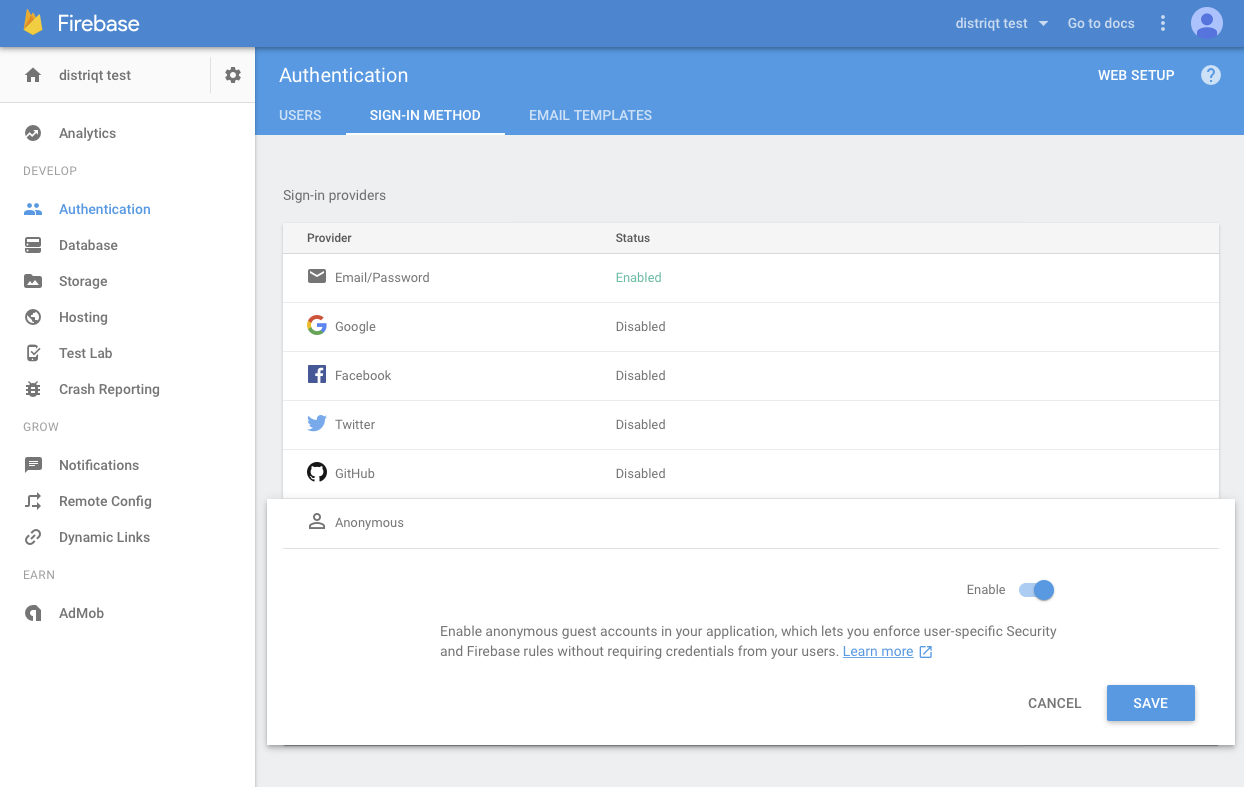 Firebase
distriqt test
Go to docs
distriqt test
Authentication
WEB SETUP
?
USERS
SIGN-IN METHOD
EMAIL TEMPLATES
Analytics
DEVELOP
Authentication
Database
Storage
Hosting
Test Lab
Crash Reporting
GROW
Notifications
Remote Config
Dynamic Links
EARN
AdMob
Sign-in providers
Provider Status
Email/Password Enabled
Google Disabled
Facebook Disabled
Twitter Disabled
GitHub Disabled
Anonymous
Enable
Enable anonymous guest accounts in your application, which lets you enforce user-specific Security
and Firebase rules without requiring credentials from your users. Learn more
CANCEL SAVE